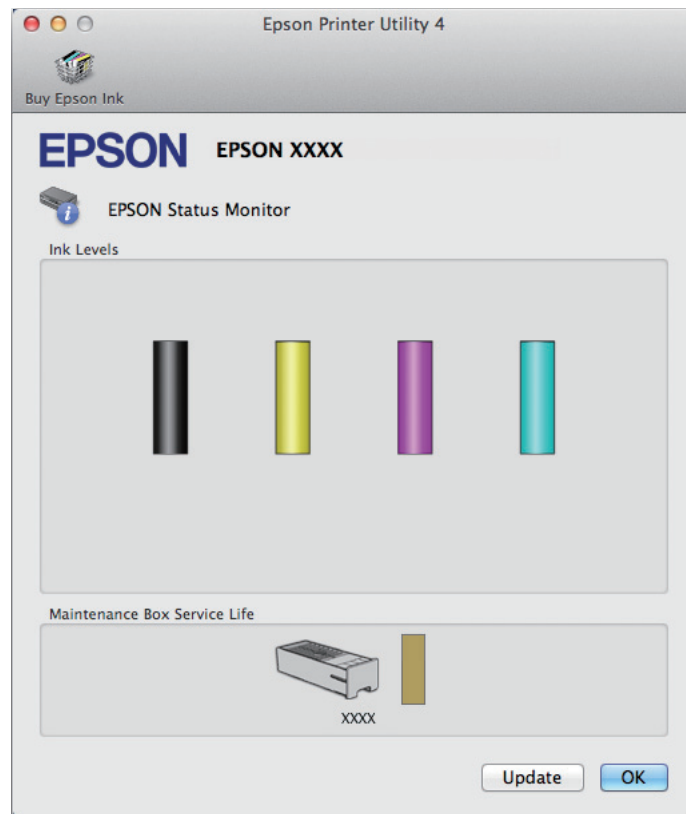 Epson Printer Utility 4
Buy Epson Ink
EPSON EPSON XXXX
i EPSON Status Monitor
Ink Levels
Maintenance Box Service Life
XXXX
Update OK